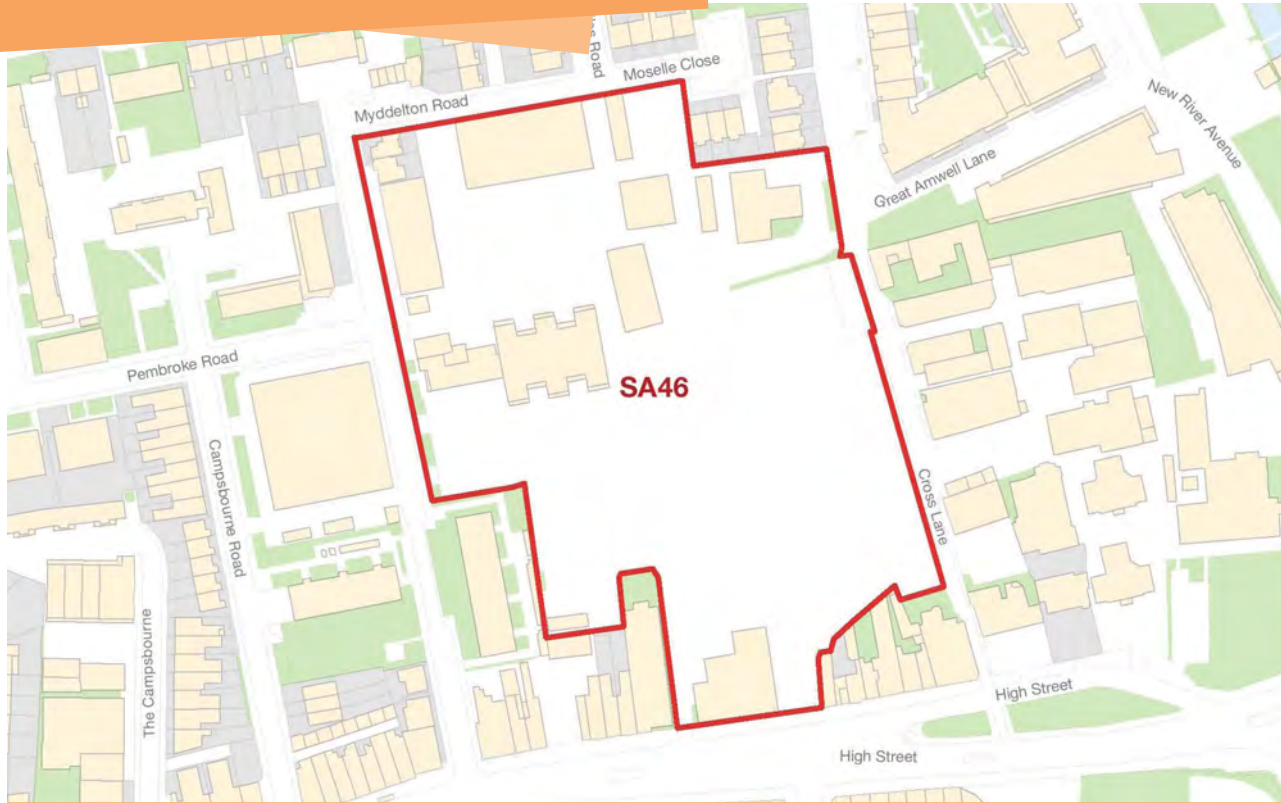 Moselle Close
Myddelton Road
Road
New River Avenue
Great Amwell Lane
Pembroke Road
SA46
Campsbourne Road
Cross Lane
The Campsbourne
High Street
High Street